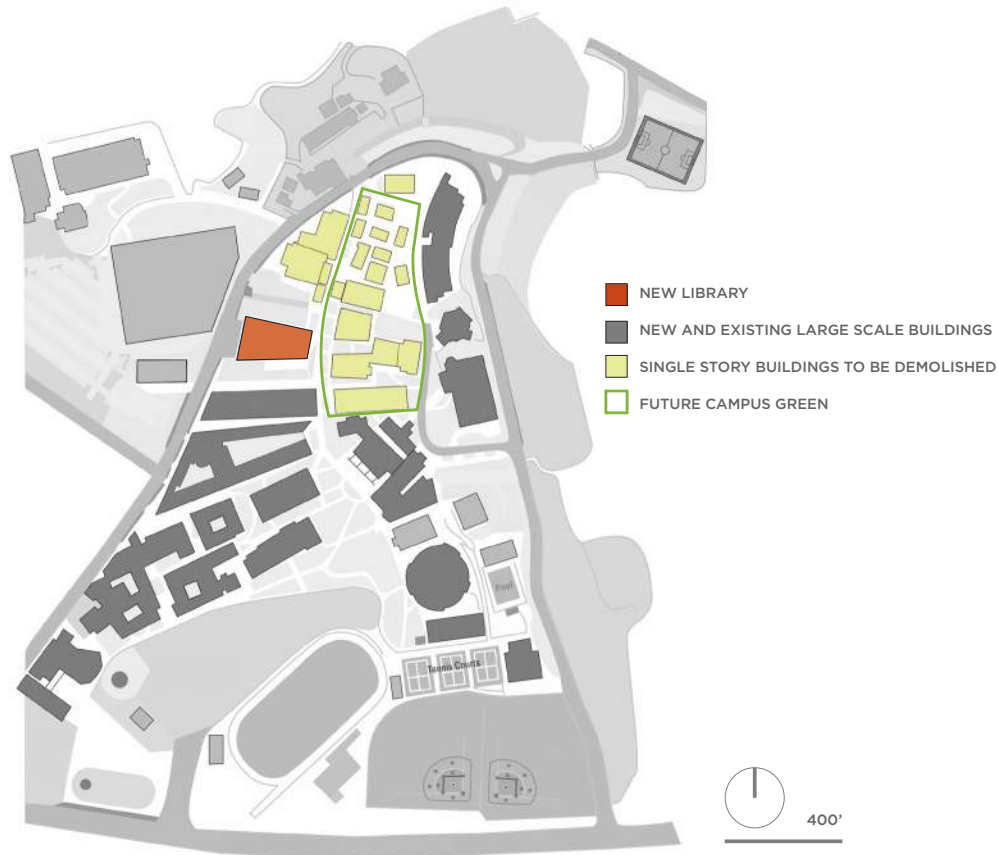 NEW LIBRARY
NEW AND EXISTING LARGE SCALE BUILDINGS
SINGLE STORY BUILDINGS TO BE DEMOLISHED
FUTURE CAMPUS GREEN
Pool
Tennis Courts
400'